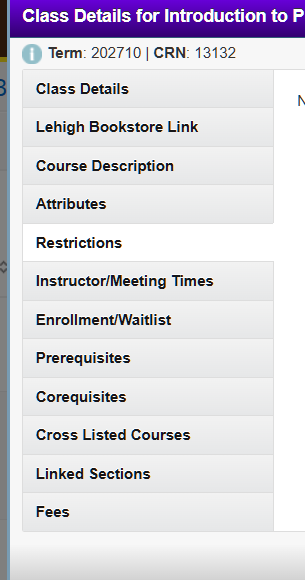 Class Details for Introduction to P
Term: 202710 | CRN: 13132
Class Details
Lehigh Bookstore Link
Course Description
Attributes
Restrictions
Instructor/Meeting Times
Enrollment/Waitlist
Prerequisites
Corequisites
Cross Listed Courses
Linked Sections
Fees